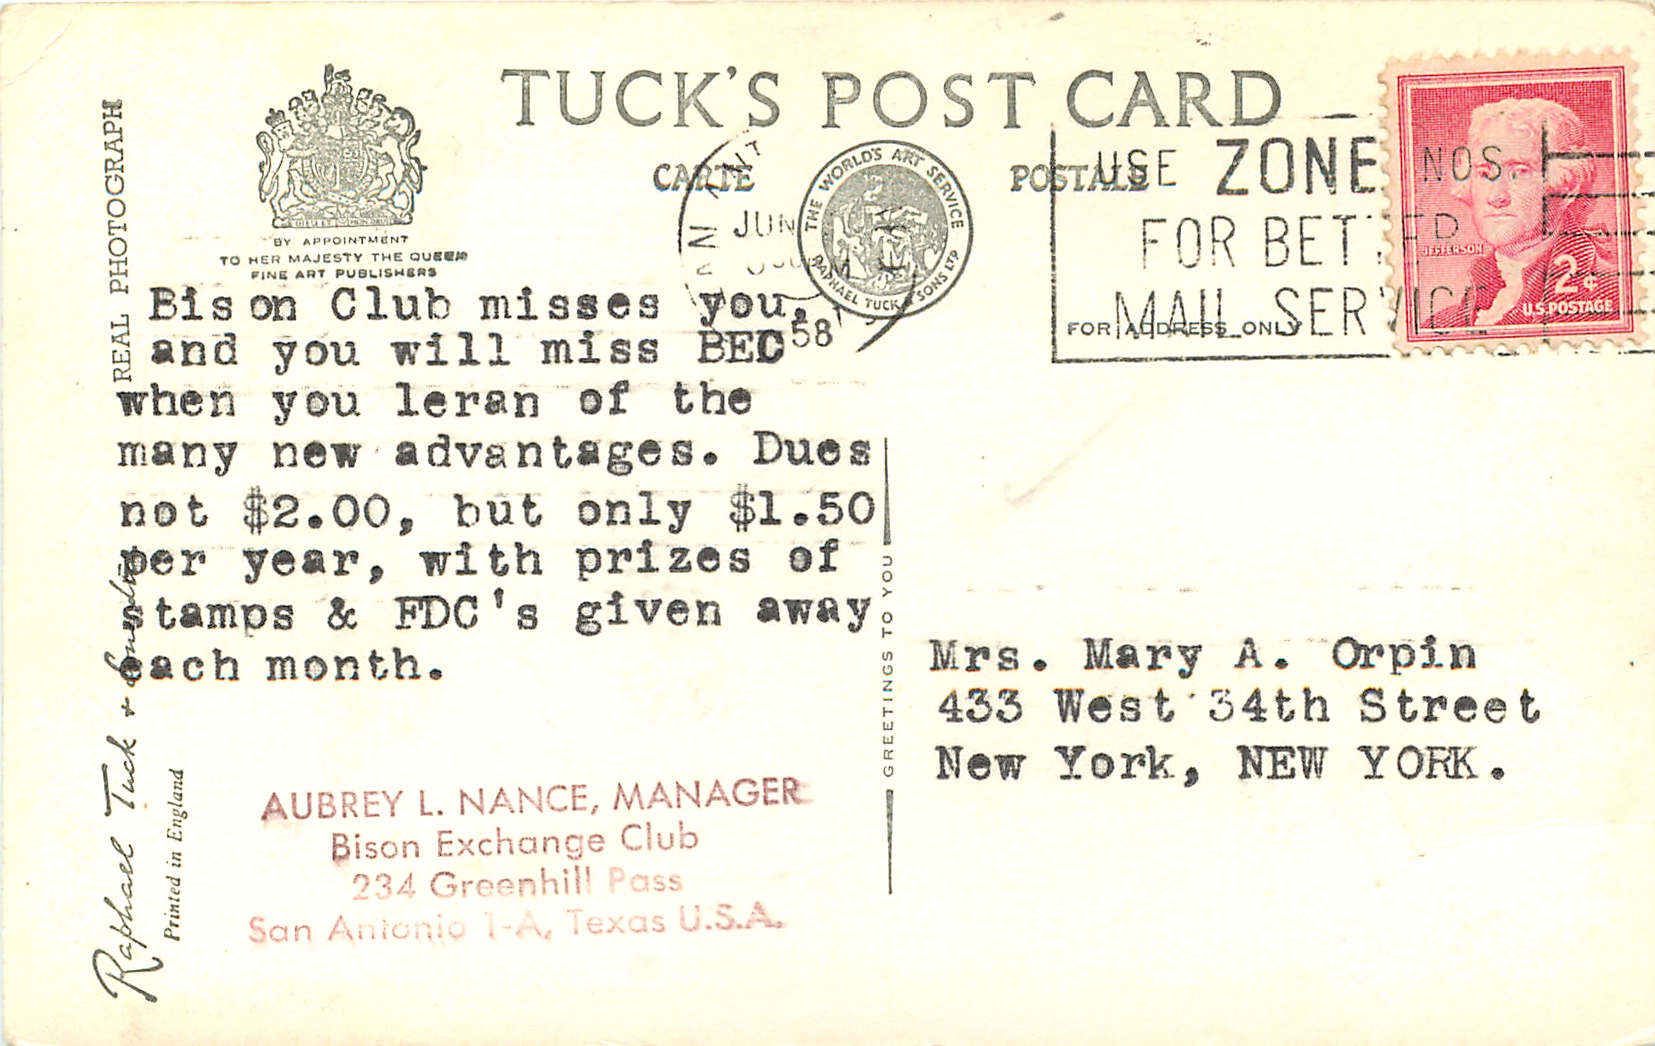 TUCK'S POST CARD
CARTE POSTALE
REAL PHOTOGRAPH
BY APPOINTMENT
TO HER MAJESTY THE QUEEN
FINE ART PUBLISHERS
THE WORLD'S ART SERVICE
RAPHAEL TUCK & SONS LTD
JUN
58
USE ZONE NOS.
FOR BETTER
MAIL SERVICE
JEFFERSON
2¢
U.S. POSTAGE
FOR ADDRESS ONLY
Bison Club misses you,
and you will miss BEC
when you leran of the
many new advantages. Dues
not $2.00, but only $1.50
per year, with prizes of
stamps & FDC's given away
each month.
GREETINGS TO YOU
Mrs. Mary A. Orpin
433 West 34th Street
New York, NEW YORK.
AUBREY L. NANCE, MANAGER
Bison Exchange Club
234 Greenhill Pass
San Antonio 1-A, Texas U.S.A.
Raphael Tuck & Sons Ltd
Printed in England